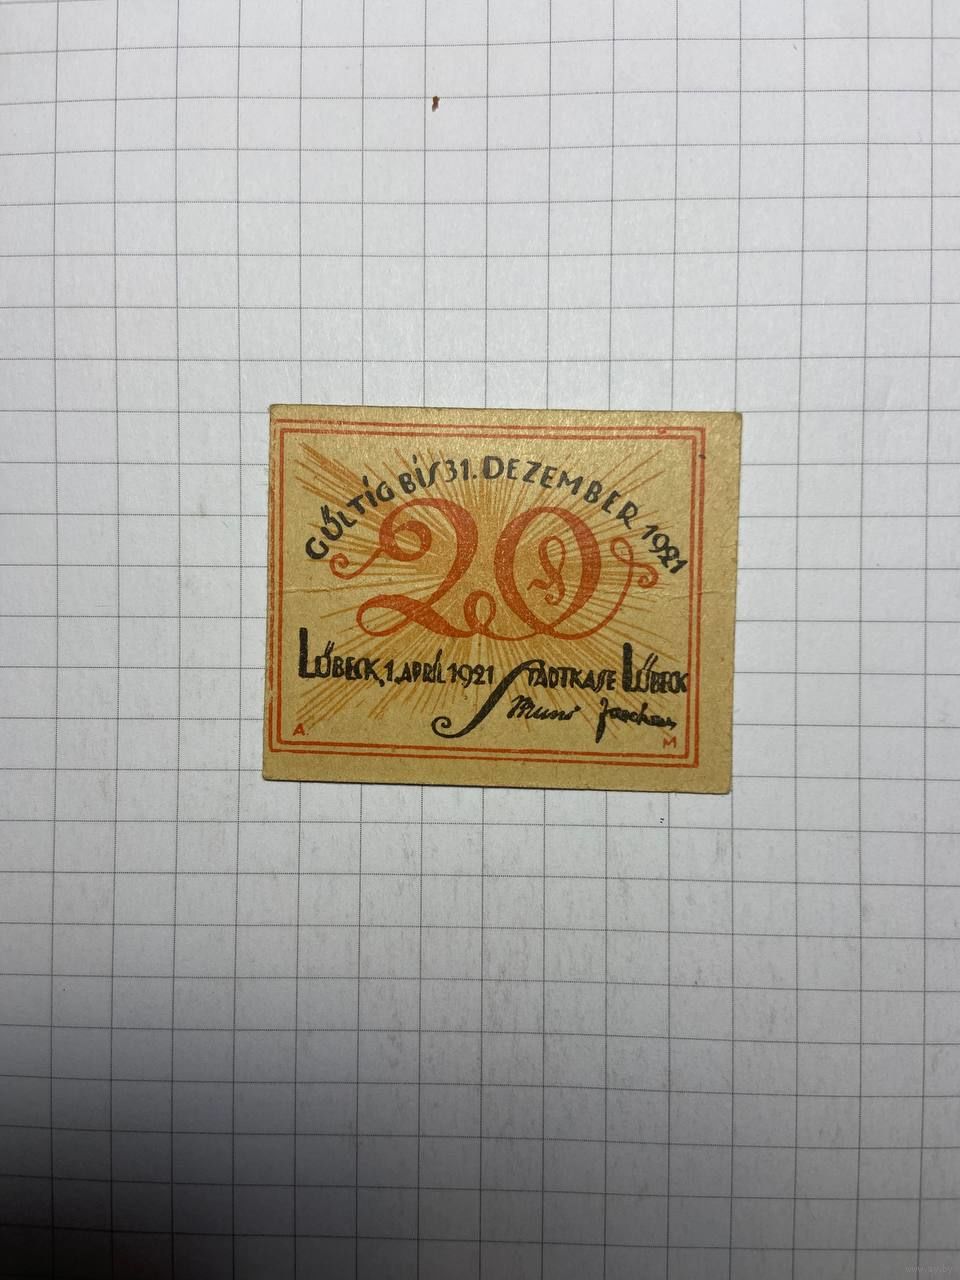 GÜLTIG BIS 31. DEZEMBER 1921
20
LÜBECK, 1. APRIL 1921 STADTKASSE LÜBECK
A. M